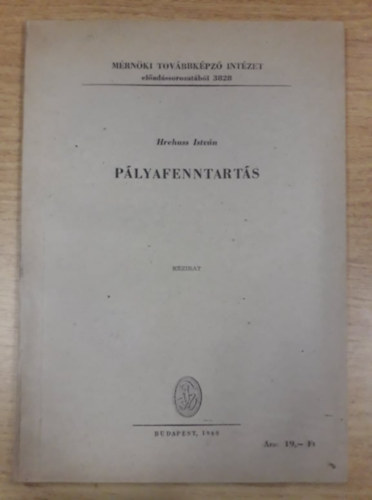 MÉRNÖKI TOVÁBBKÉPZŐ INTÉZET
előadássorozatából 3828
Hrehuss István
PÁLYAFENNTARTÁS
KÉZIRAT
BUDAPEST, 1960
Ára: 19,— Ft